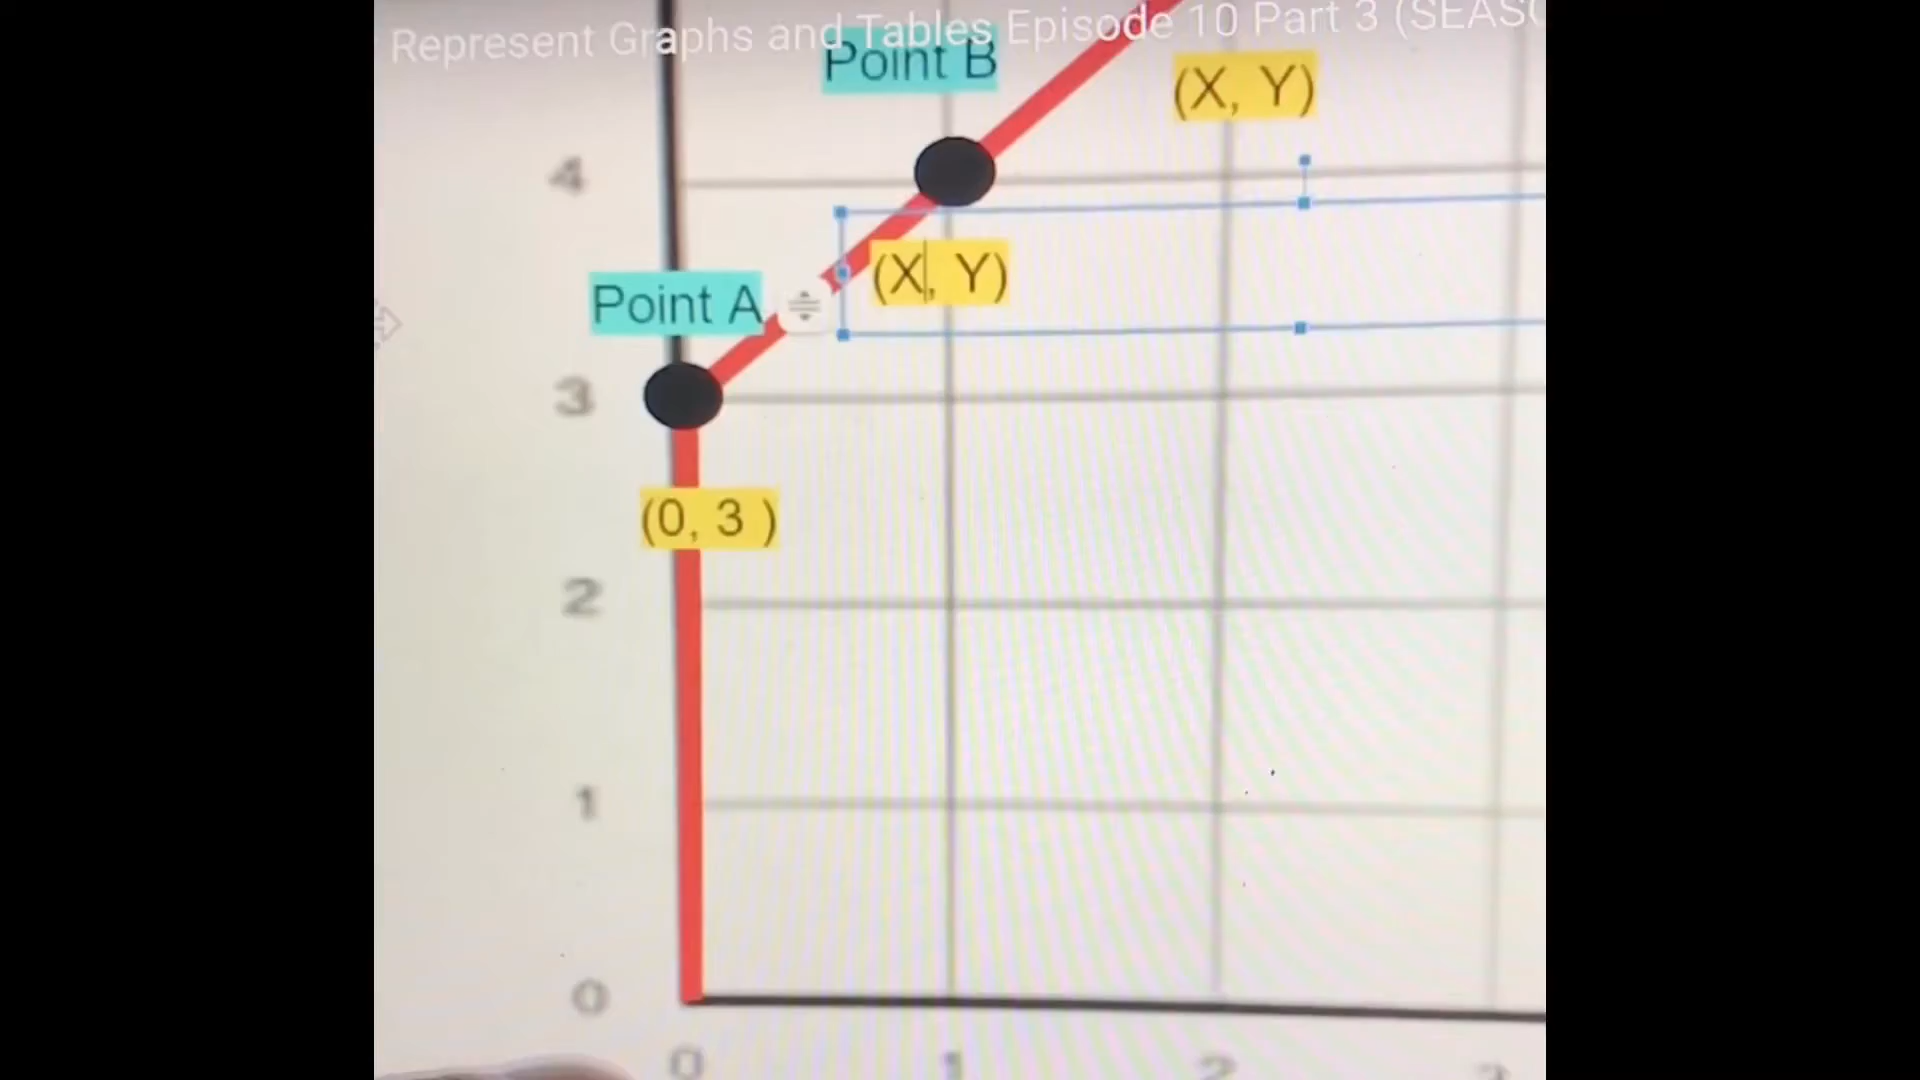 Represent Graphs and Tables Episode 10 Part 3
Point B
(X, Y)
4
(X, Y)
Point A
3
(0, 3 )
2
1
0
0
1
2